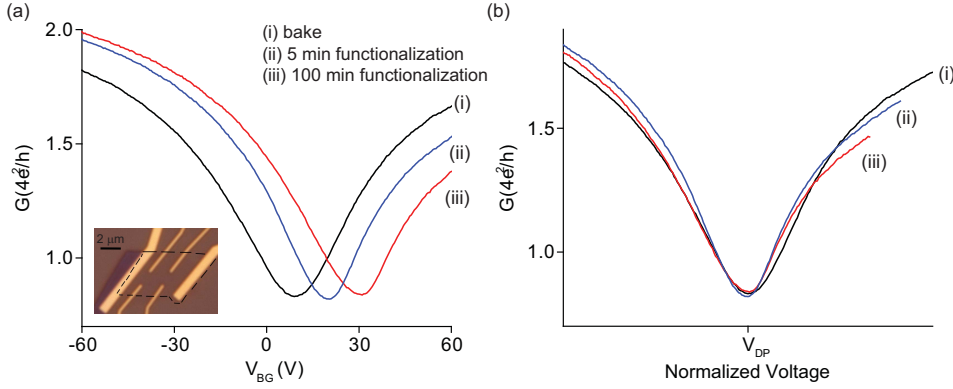 (a)
2.0
1.5
1.0
G(4e²/h)
(i) bake
(ii) 5 min functionalization
(iii) 100 min functionalization
(i)
(ii)
(iii)
2 μm
-60 -30 0 30 60
V_BG (V)
(b)
1.5
1.0
G(4e²/h)
(i)
(ii)
(iii)
V_DP
Normalized Voltage